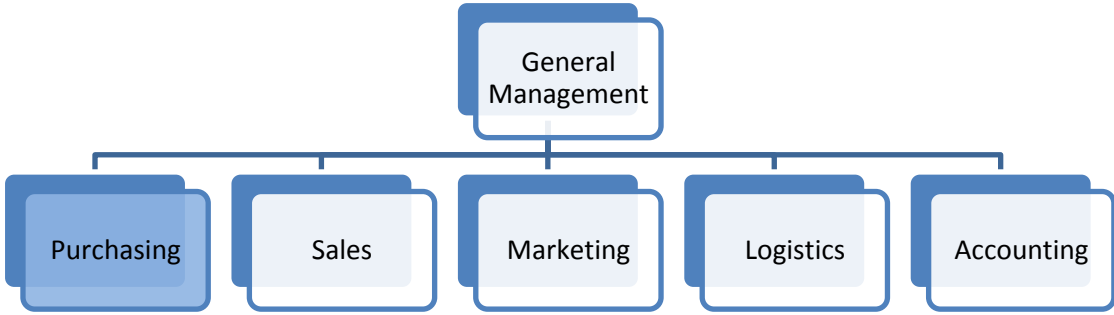 General
Management
Purchasing
Sales
Marketing
Logistics
Accounting